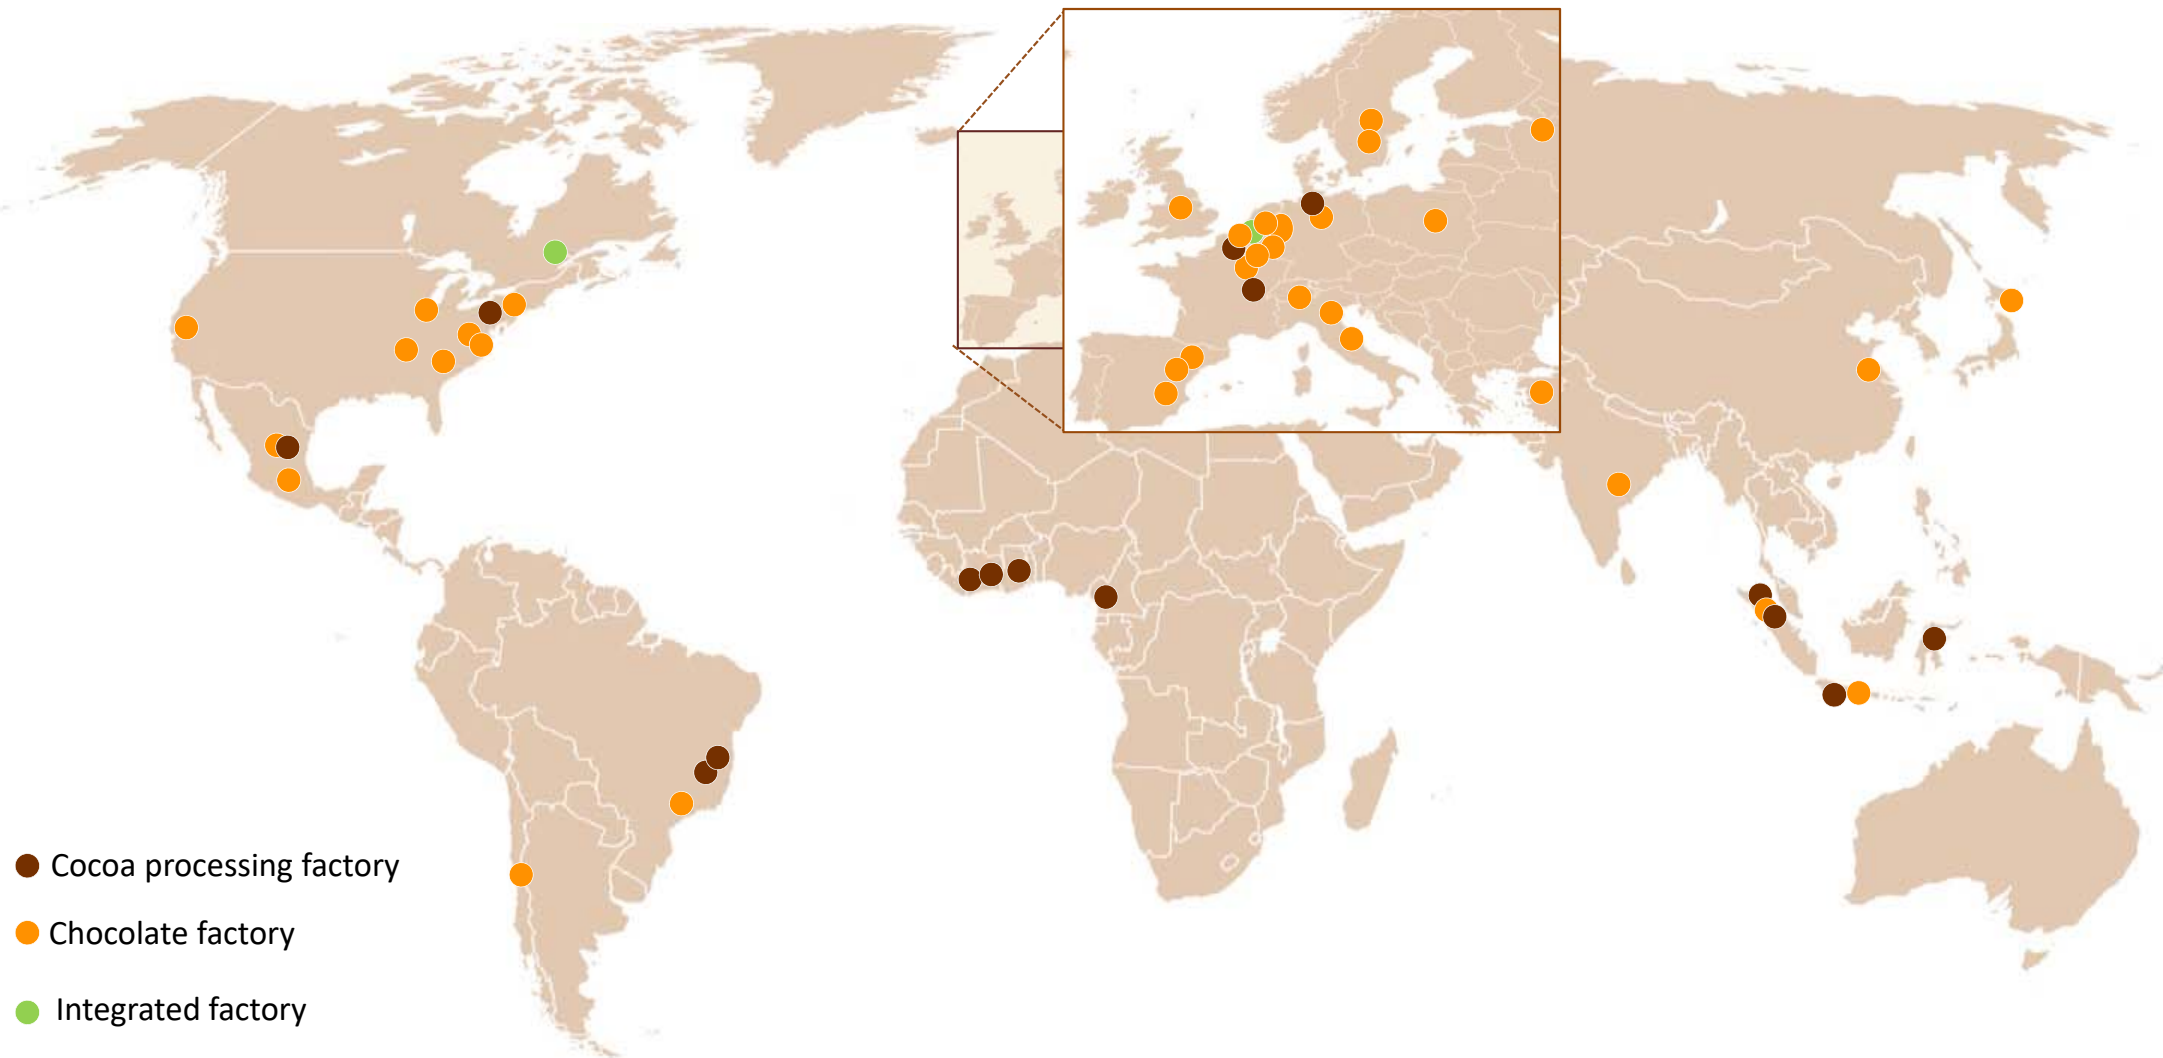 Cocoa processing factory
Chocolate factory
Integrated factory